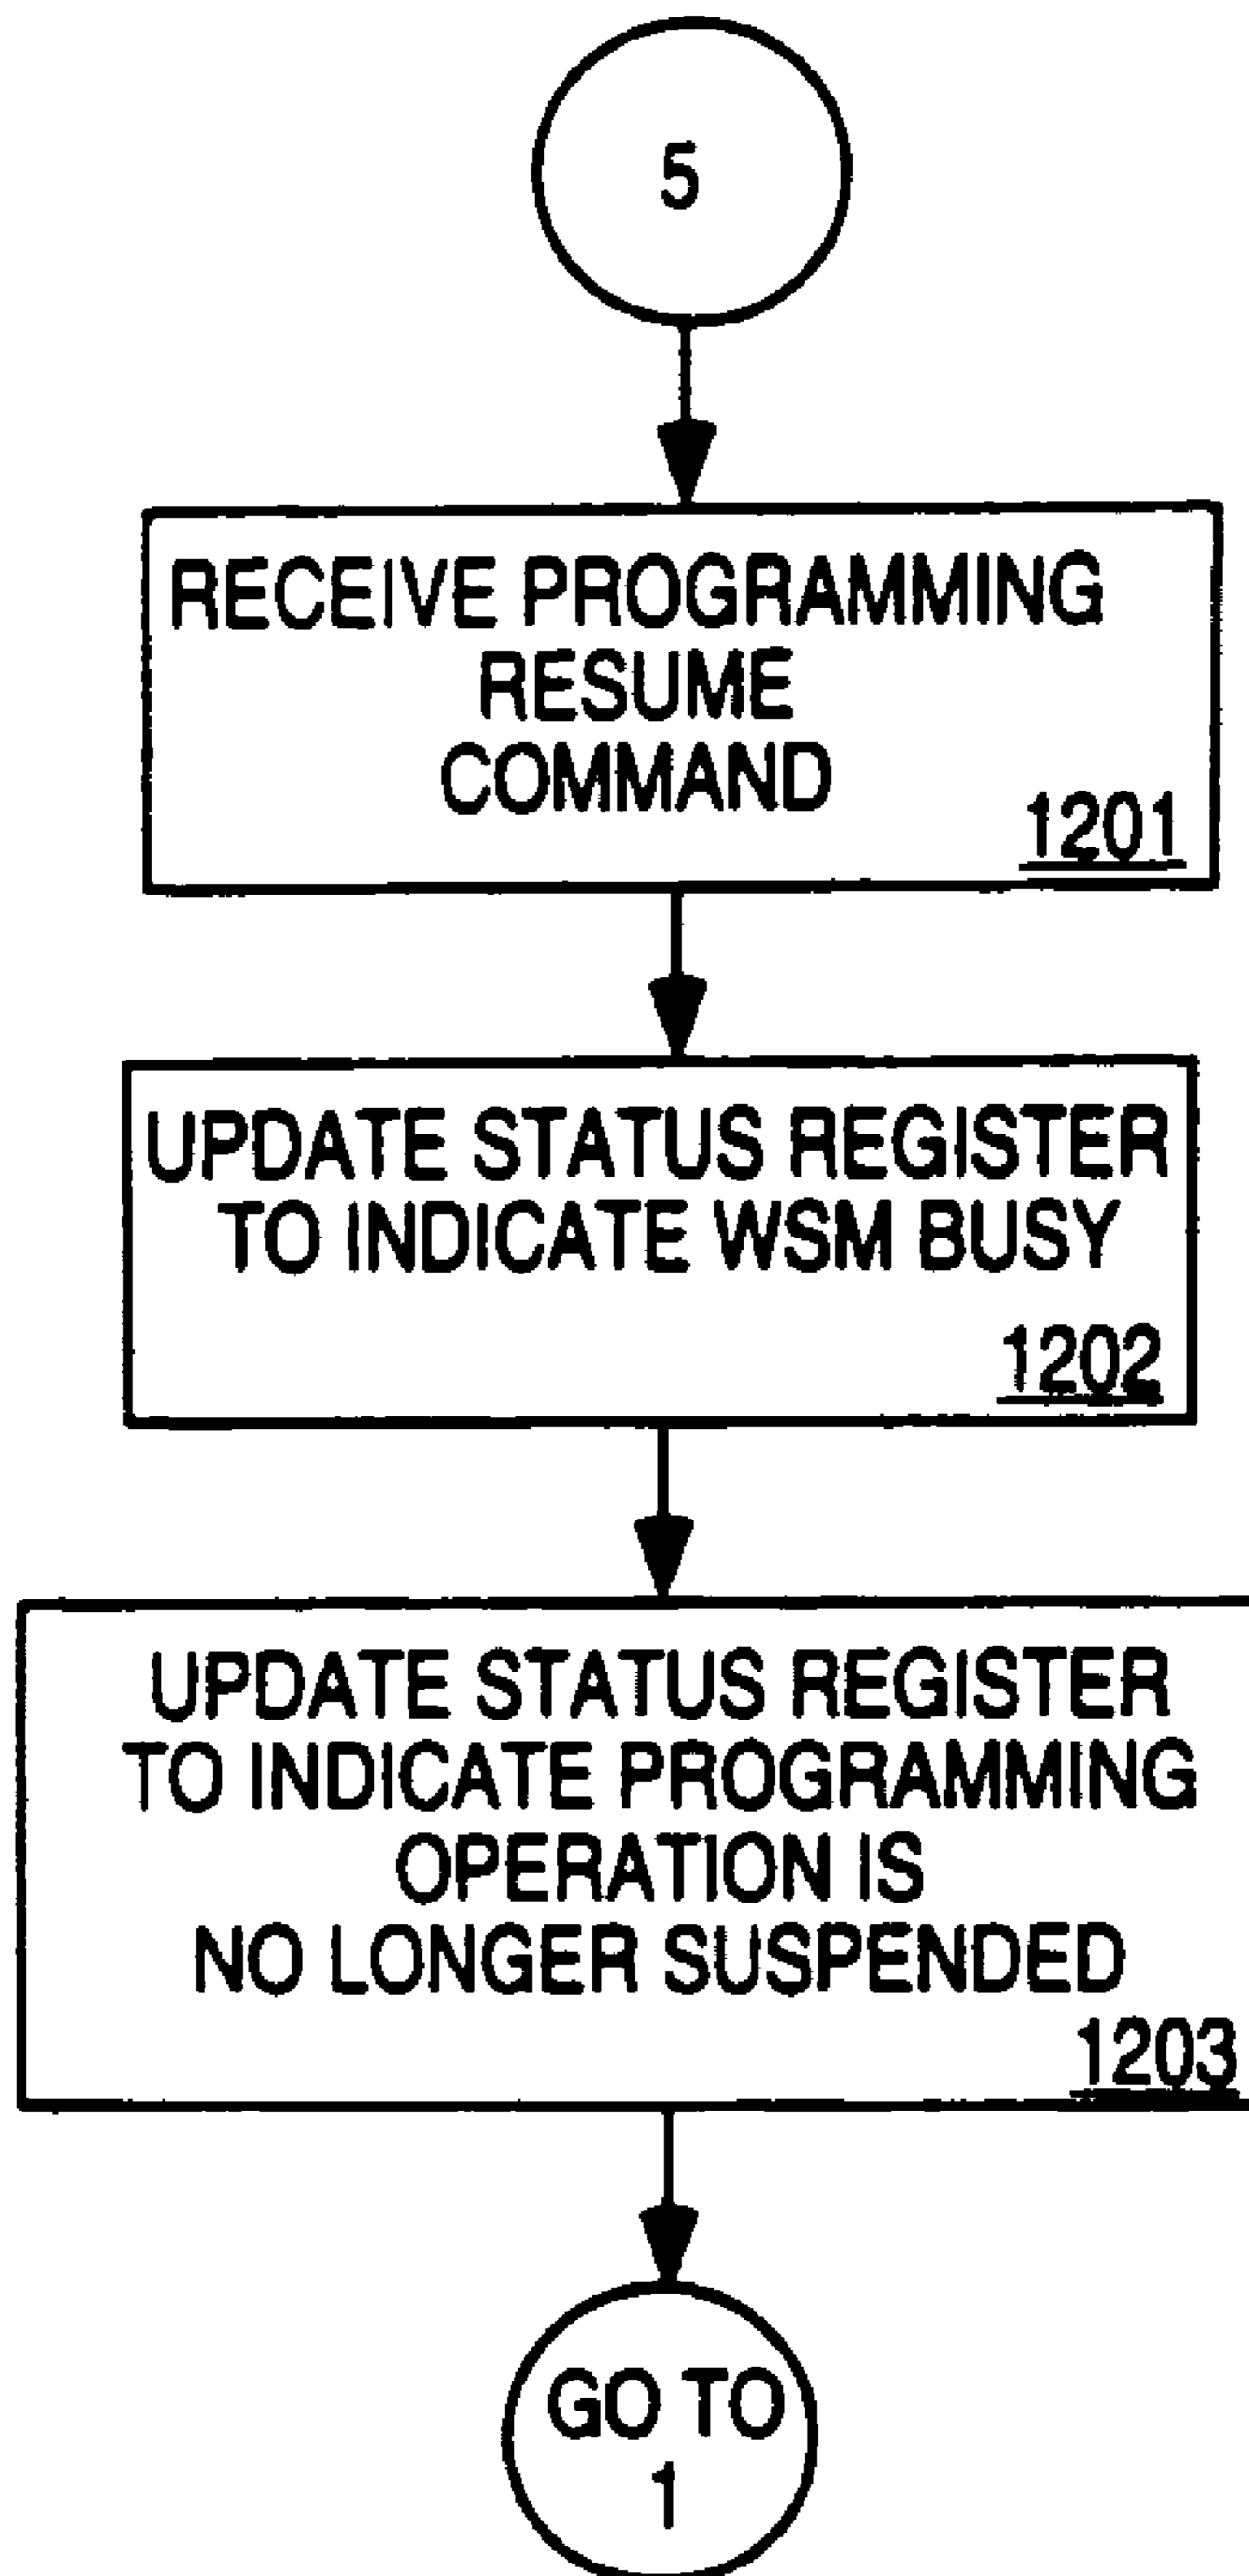 5
RECEIVE PROGRAMMING
RESUME
COMMAND
1201
UPDATE STATUS REGISTER
TO INDICATE WSM BUSY
1202
UPDATE STATUS REGISTER
TO INDICATE PROGRAMMING
OPERATION IS
NO LONGER SUSPENDED
1203
GO TO
1